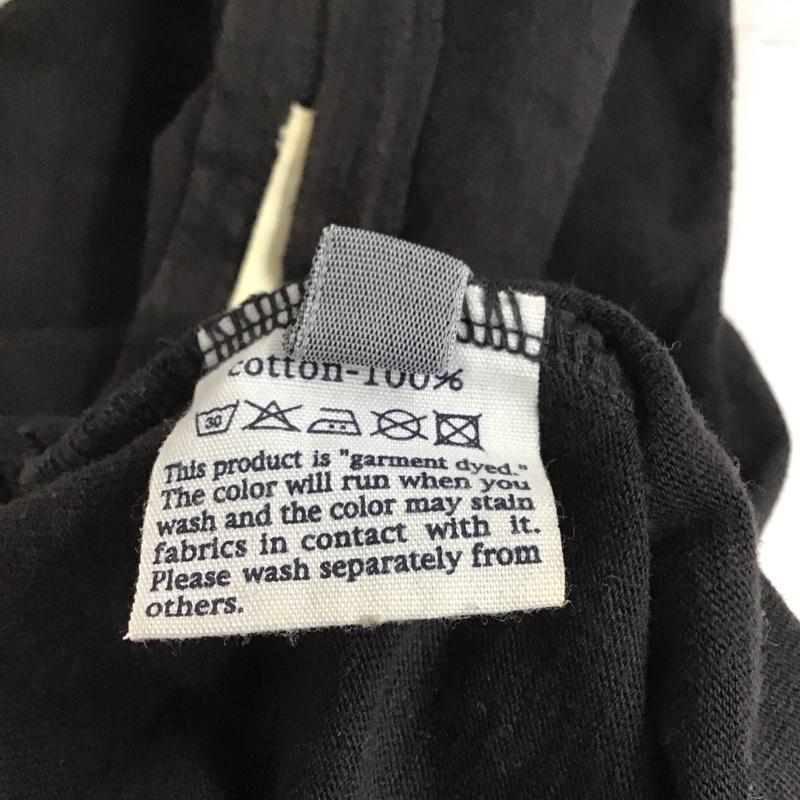 cotton-100%
30
This product is "garment dyed."
The color will run when you
wash and the color may stain
fabrics in contact with it.
Please wash separately from
others.